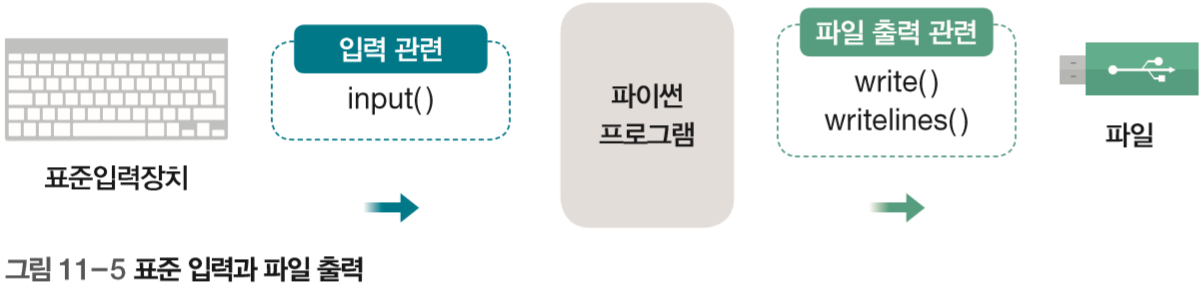 입력 관련
input()
표준입력장치
파이썬
프로그램
파일 출력 관련
write()
writelines()
파일
그림 11-5 표준 입력과 파일 출력